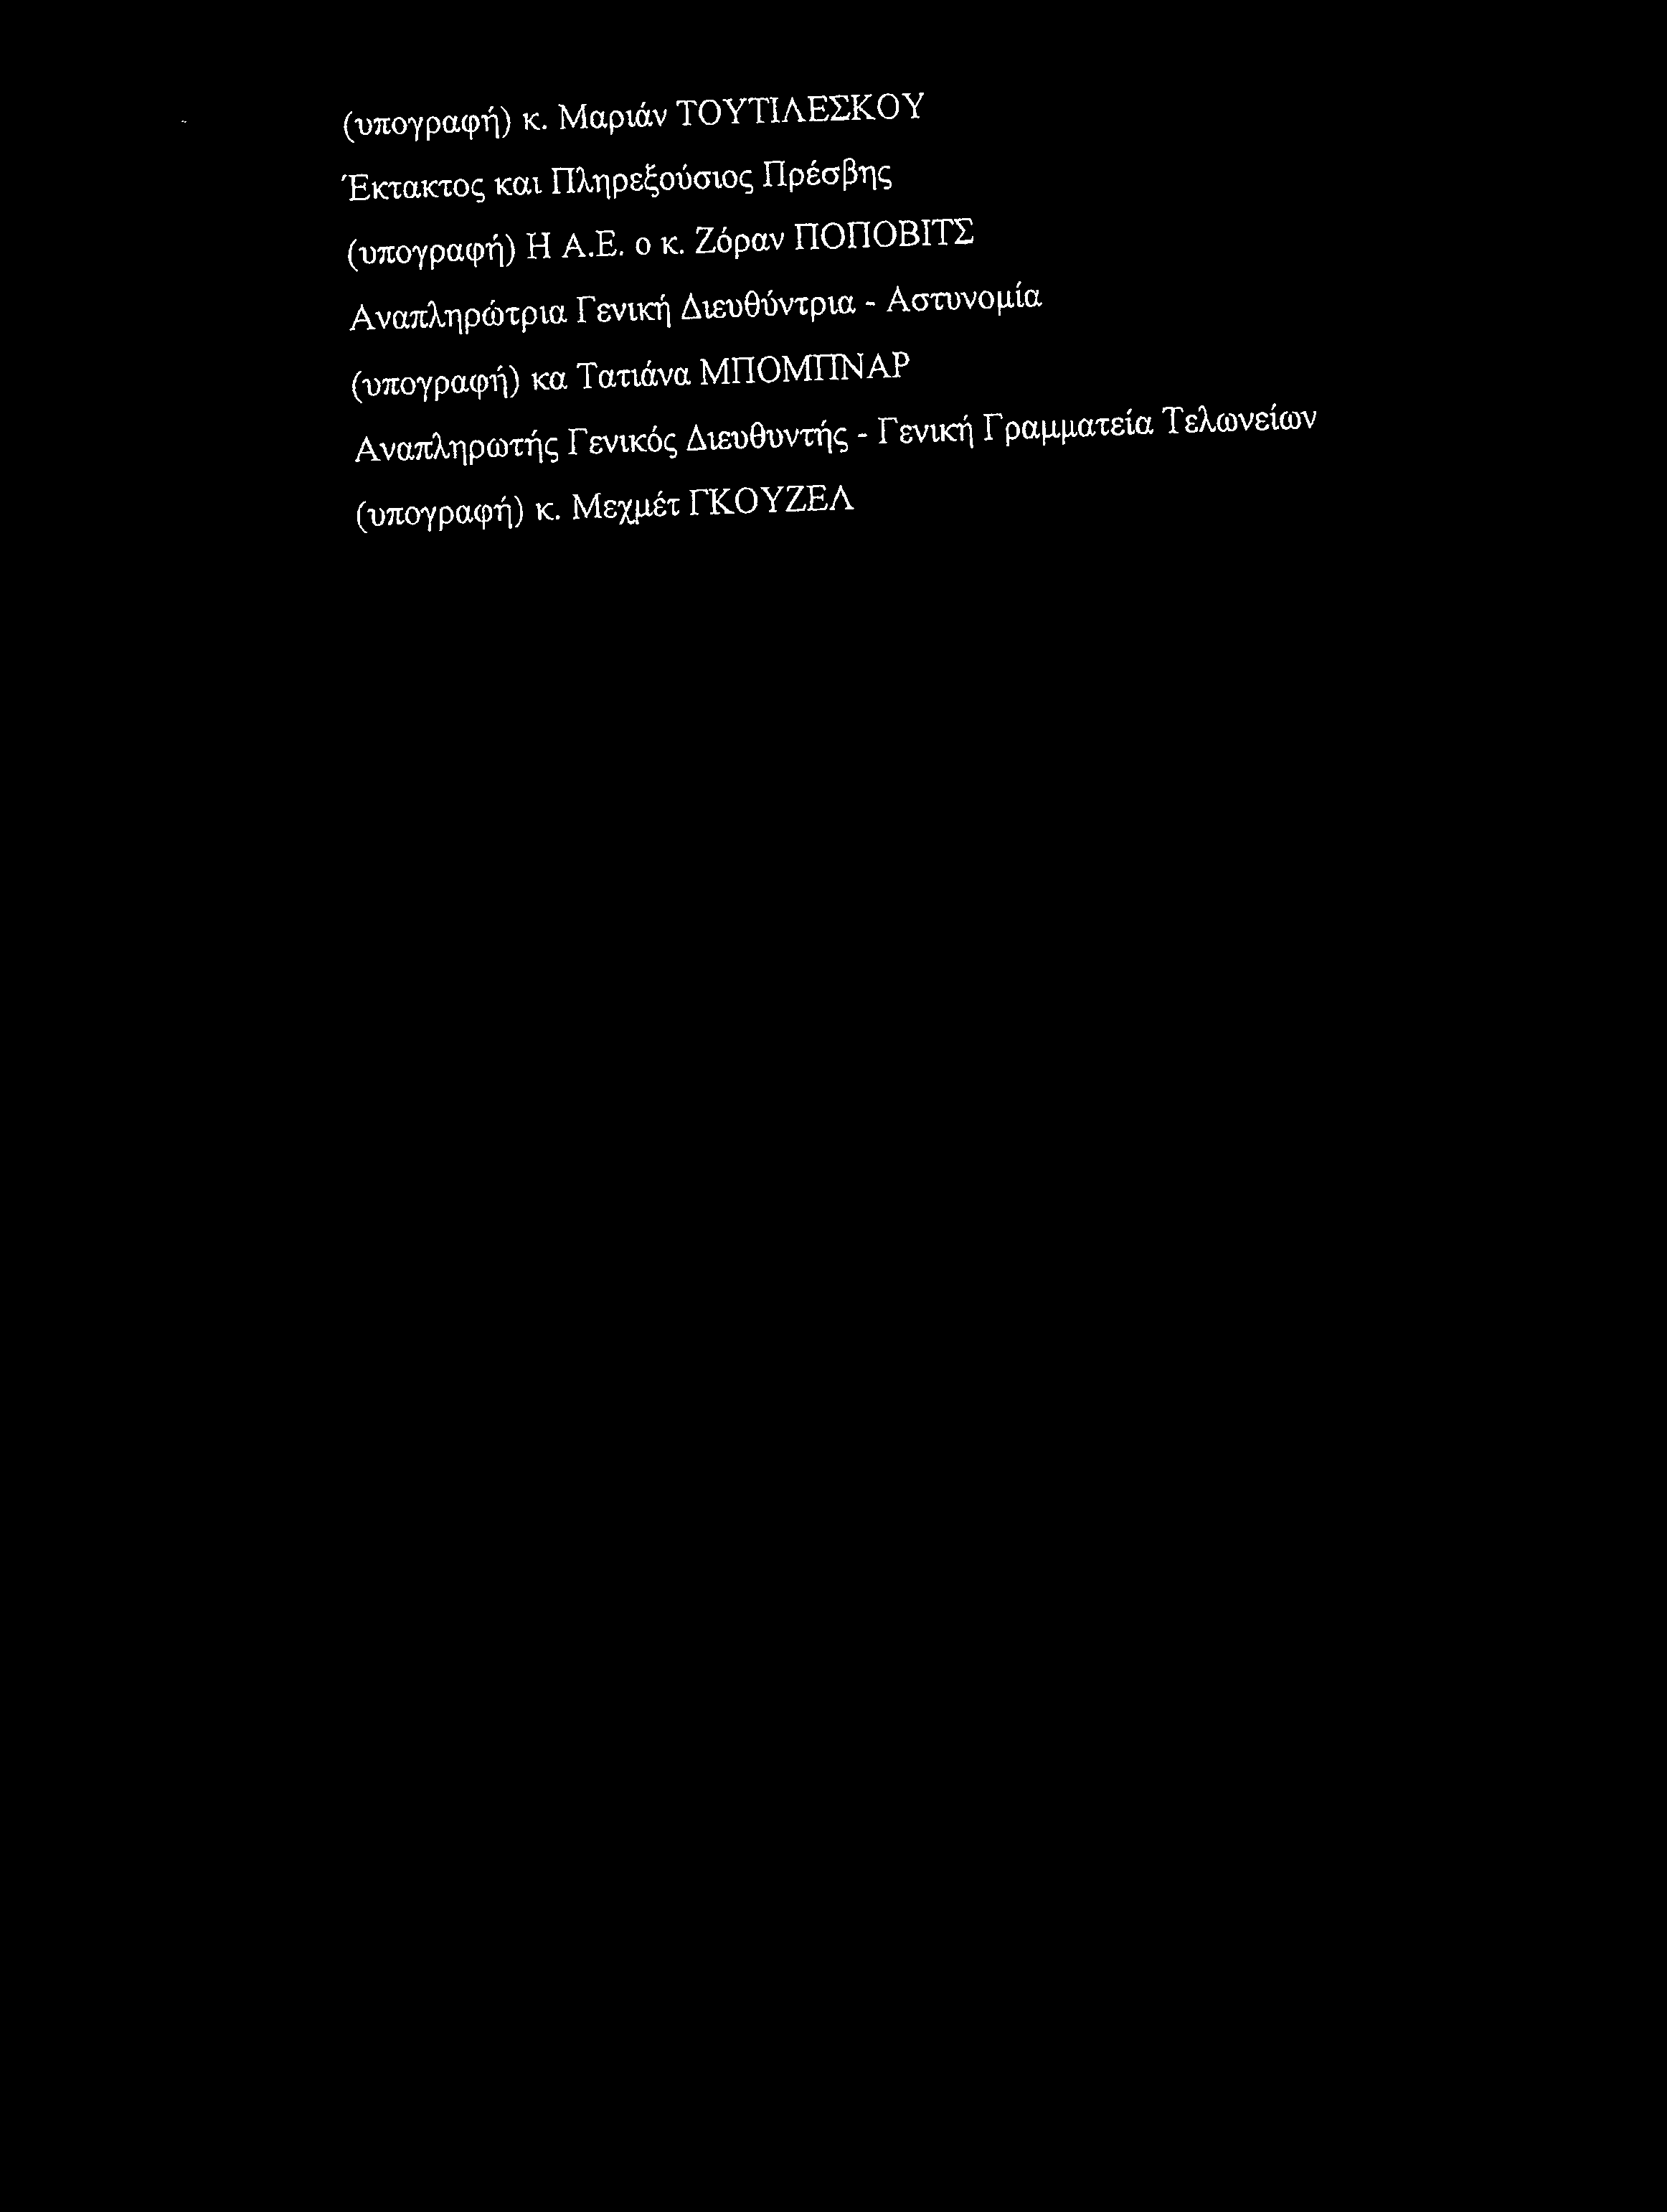 (υπογραφή) κ. Μαριάν ΤΟΥΤΙΛΕΣΚΟΥ
Έκτακτος και Πληρεξούσιος Πρέσβης
(υπογραφή) Η Α.Ε. ο κ. Ζόραν ΠΟΠΟΒΙΤΣ
Αναπληρώτρια Γενική Διευθύντρια - Αστυνομία
(υπογραφή) κα Τατιάνα ΜΠΟΜΠΝΑΡ
Αναπληρωτής Γενικός Διευθυντής - Γενική Γραμματεία Τελωνείων
(υπογραφή) κ. Μεχμέτ ΓΚΟΥΖΕΛ